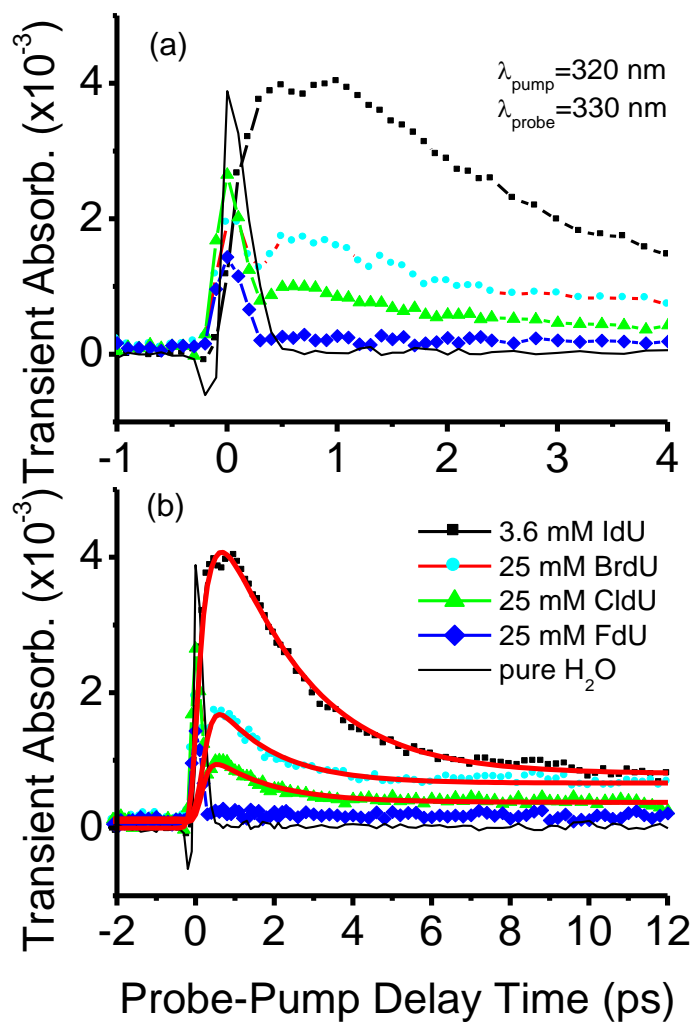 (a)
λpump=320 nm
λprobe=330 nm
Transient Absorb. (x10-3)
4
2
0
-1 0 1 2 3 4
(b)
3.6 mM IdU
25 mM BrdU
25 mM CldU
25 mM FdU
pure H2O
Transient Absorb. (x10-3)
4
2
0
-2 0 2 4 6 8 10 12
Probe-Pump Delay Time (ps)